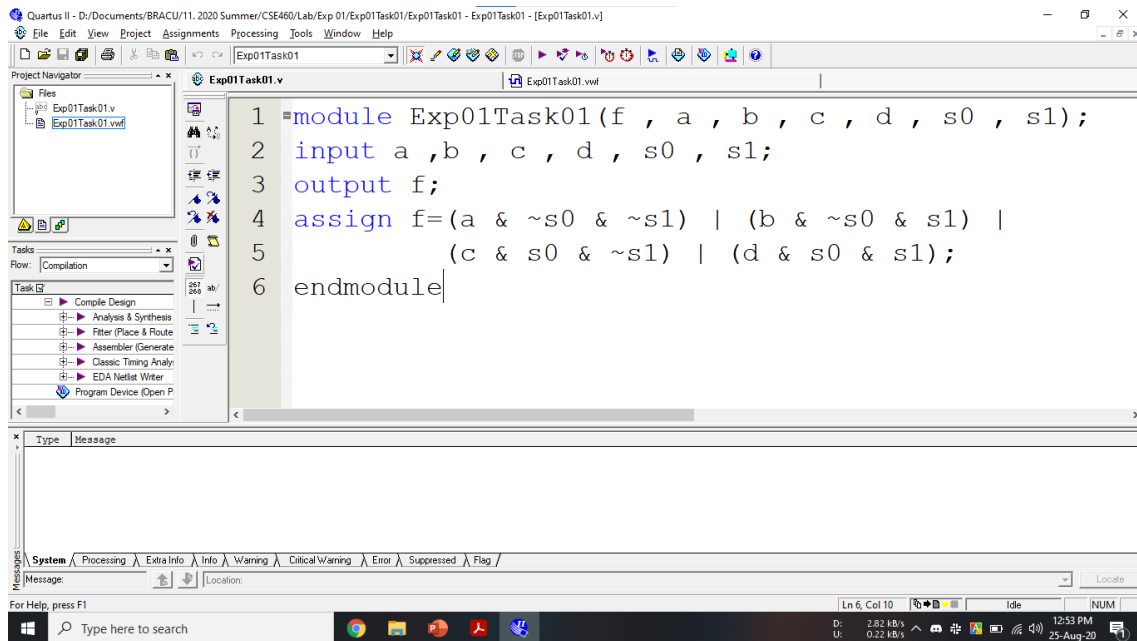 Quartus II - D:/Documents/BRACU/11. 2020 Summer/CSE460/Lab/Exp 01/Exp01Task01/Exp01Task01 - Exp01Task01 - [Exp01Task01.v]
File Edit View Project Assignments Processing Tools Window Help
Exp01Task01
Project Navigator
Files
Exp01Task01.v
Exp01Task01.vwf
Exp01Task01.v
Exp01Task01.vwf
1 module Exp01Task01(f , a , b , c , d , s0 , s1);
2 input a ,b , c , d , s0 , s1;
3 output f;
4 assign f=(a & ~s0 & ~s1) | (b & ~s0 & s1) |
5 (c & s0 & ~s1) | (d & s0 & s1);
6 endmodule
267
268
ab/
Tasks
Flow: Compilation
Task
Compile Design
Analysis & Synthesis
Fitter (Place & Route
Assembler (Generate
Classic Timing Analy
EDA Netlist Writer
Program Device (Open P
Type Message
Messages
System Processing Extra Info Info Warning Critical Warning Error Suppressed Flag
Message: Location: Locate
For Help, press F1
Ln 6, Col 10 Idle NUM
Type here to search
D: 2.82 kB/s
U: 0.22 kB/s
12:53 PM
25-Aug-20